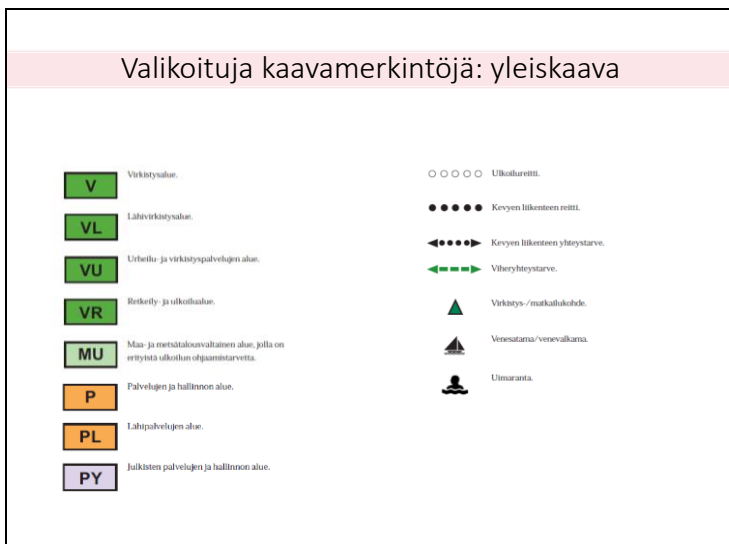 Valikoituja kaavamerkintöjä: yleiskaava
V
Virkistysalue.
VL
Lähivirkistysalue.
VU
Urheilu- ja virkistyspalvelujen alue.
VR
Retkeily- ja ulkoilualue.
MU
Maa- ja metsätalousvaltainen alue, jolla on
erityistä ulkoilun ohjaamistarvetta.
P
Palvelujen ja hallinnon alue.
PL
Lähipalvelujen alue.
PY
Julkisten palvelujen ja hallinnon alue.
Ulkoilureitti.
Kevyen liikenteen reitti.
Kevyen liikenteen yhteystarve.
Viheryhteystarve.
Virkistys-/matkailukohde.
Venesatama/venevalkama.
Uimaranta.